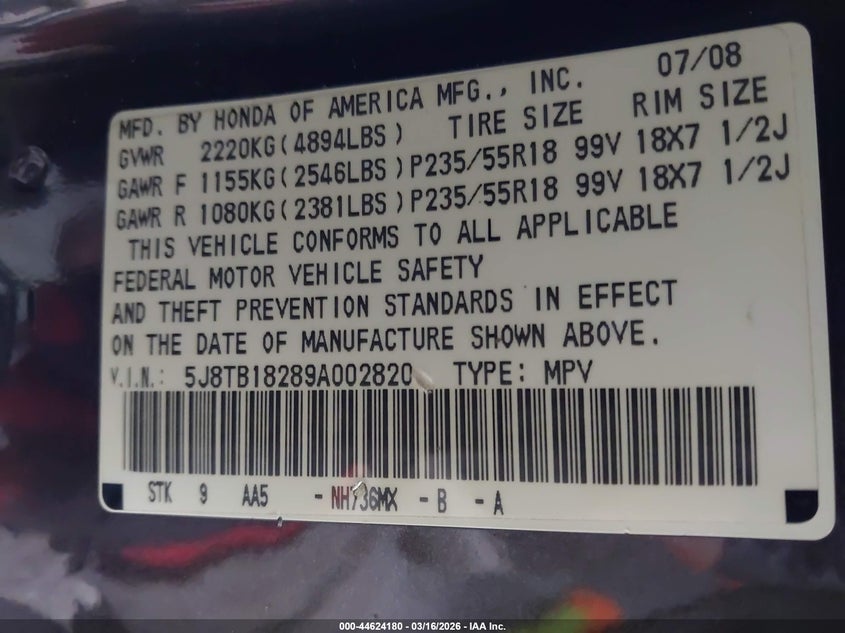 07/08
MFD. BY HONDA OF AMERICA MFG., INC.
GVWR 2220KG(4894LBS) TIRE SIZE RIM SIZE
GAWR F 1155KG(2546LBS)P235/55R18 99V 18X7 1/2J
GAWR R 1080KG(2381LBS)P235/55R18 99V 18X7 1/2J
THIS VEHICLE CONFORMS TO ALL APPLICABLE
FEDERAL MOTOR VEHICLE SAFETY
AND THEFT PREVENTION STANDARDS IN EFFECT
ON THE DATE OF MANUFACTURE SHOWN ABOVE.
V.I.N.: 5J8TB18289A002820 TYPE: MPV
STK 9 AA5 -NH736MX -B -A
000-44624180 - 03/16/2026 - IAA Inc.